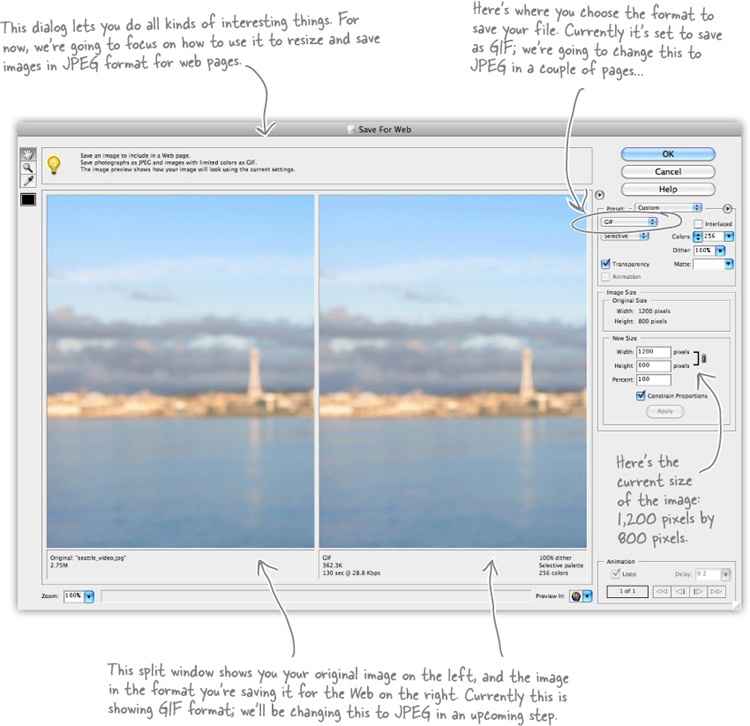 This dialog lets you do all kinds of interesting things. For
now, we're going to focus on how to use it to resize and save
images in JPEG format for web pages.
Here's where you choose the format to
save your file. Currently it's set to save
as GIF; we're going to change this to
JPEG in a couple of pages...
Save For Web
Save an image to include in a Web page.
Save photographs as JPEG and images with limited colors as GIF.
The image preview shows how your image will look using the current settings.
OK
Cancel
Help
Preset: Custom
GIF
Interlaced
Selective
Colors: 256
Dither: 100%
Transparency
Matte:
Animation
Image Size
Original Size
Width: 1200 pixels
Height: 800 pixels
New Size
Width: 1200 pixels
Height: 800 pixels
Percent: 100
Constrain Proportions
Apply
Here's the
current size
of the image:
1,200 pixels by
800 pixels.
Original: "seattle_video.jpg"
2.75M
GIF
362.3K
130 sec @ 28.8 Kbps
100% dither
Selective palette
256 colors
Animation
Loop
Delay: 0.2
1 of 1
Zoom: 100%
Preview In:
This split window shows you your original image on the left, and the image
in the format you're saving it for the Web on the right. Currently this is
showing GIF format; we'll be changing this to JPEG in an upcoming step.